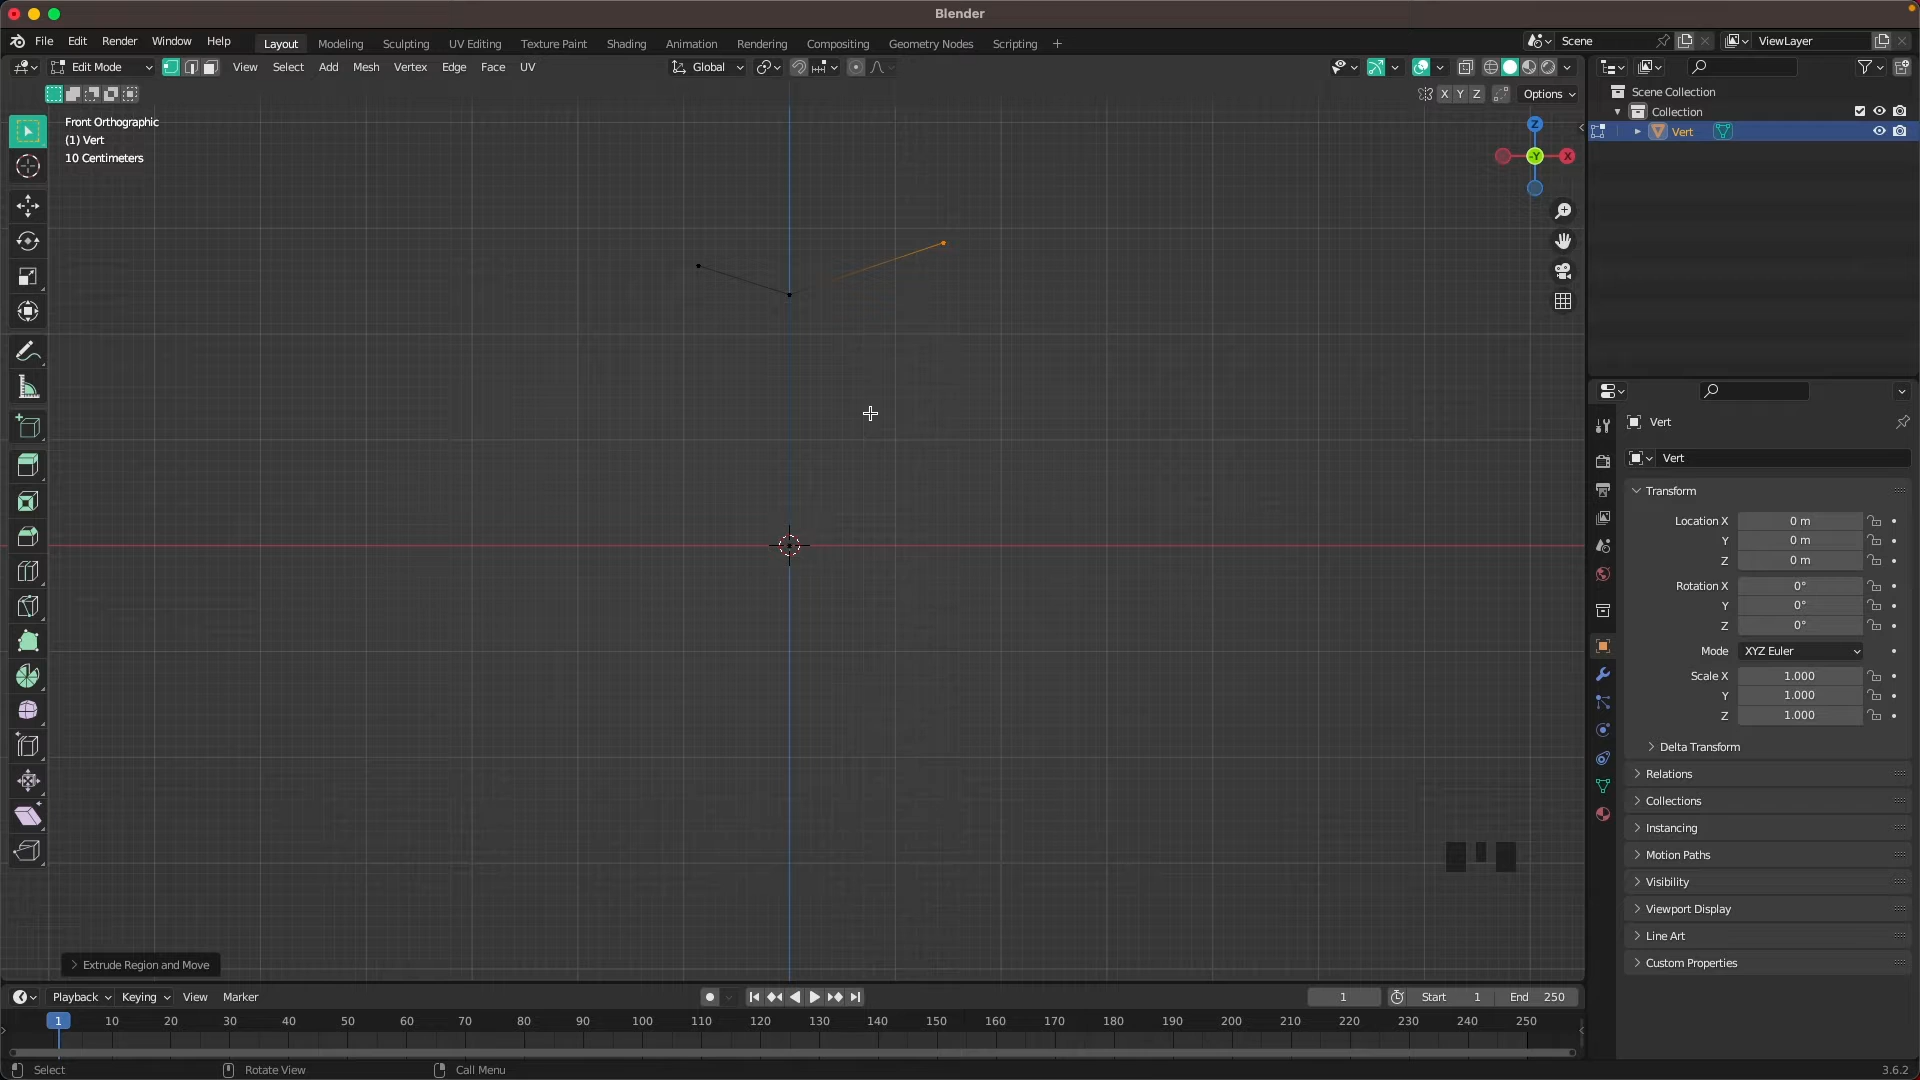 Blender
File Edit Render Window Help
Layout Modeling Sculpting UV Editing Texture Paint Shading Animation Rendering Compositing Geometry Nodes Scripting +
Scene
ViewLayer
Edit Mode
View Select Add Mesh Vertex Edge Face UV
Global
X Y Z Options
Front Orthographic
(1) Vert
10 Centimeters
Z
-Y
X
Scene Collection
Collection
Vert
Vert
Vert
Transform
Location X 0 m
Y 0 m
Z 0 m
Rotation X 0°
Y 0°
Z 0°
Mode XYZ Euler
Scale X 1.000
Y 1.000
Z 1.000
Delta Transform
Relations
Collections
Instancing
Motion Paths
Visibility
Viewport Display
Line Art
Custom Properties
Extrude Region and Move
Playback Keying View Marker
1 Start 1 End 250
1 10 20 30 40 50 60 70 80 90 100 110 120 130 140 150 160 170 180 190 200 210 220 230 240 250
Select Rotate View Call Menu
3.6.2